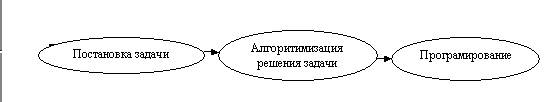 Постановка задачи
Алгоритимизация
решения задачи
Програмирование